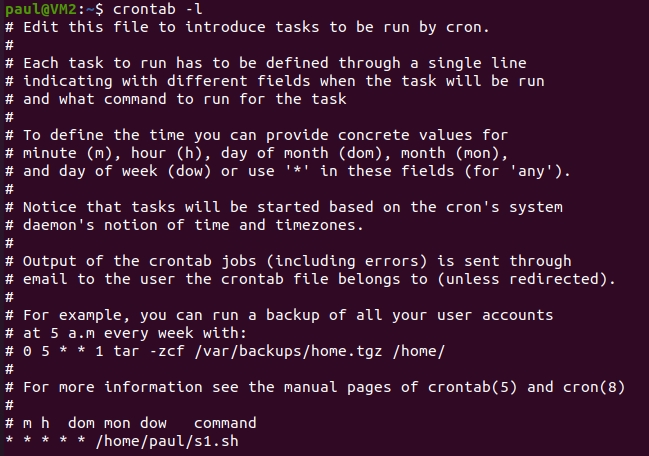 paul@VM2:~$ crontab -l
# Edit this file to introduce tasks to be run by cron.
#
# Each task to run has to be defined through a single line
# indicating with different fields when the task will be run
# and what command to run for the task
#
# To define the time you can provide concrete values for
# minute (m), hour (h), day of month (dom), month (mon),
# and day of week (dow) or use '*' in these fields (for 'any').
#
# Notice that tasks will be started based on the cron's system
# daemon's notion of time and timezones.
#
# Output of the crontab jobs (including errors) is sent through
# email to the user the crontab file belongs to (unless redirected).
#
# For example, you can run a backup of all your user accounts
# at 5 a.m every week with:
# 0 5 * * 1 tar -zcf /var/backups/home.tgz /home/
#
# For more information see the manual pages of crontab(5) and cron(8)
#
# m h  dom mon dow   command
* * * * * /home/paul/s1.sh